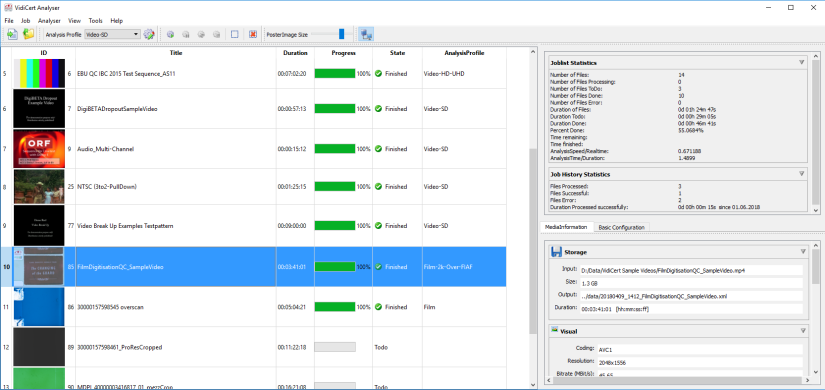 VidiCert Analyser
File Job Analyser View Tools Help
Analysis Profile Video-SD PosterImage Size
ID Title Duration Progress State AnalysisProfile
5 6 EBU QC IBC 2015 Test Sequence_AS11 00:07:02:20 100% Finished Video-HD-UHD
DigiBETA Dropout
Example Video
6 7 DigiBETADropoutSampleVideo 00:00:57:13 100% Finished Video-SD
ORF
7 9 Audio_Multi-Channel 00:00:15:12 100% Finished Video-SD
8 25 NTSC (3to2-PullDown) 00:01:25:15 100% Finished Video-SD
9 77 Video Break Up Examples Testpattern 00:09:00:00 100% Finished Video-SD
10 85 FilmDigitisationQC_SampleVideo 00:03:41:01 100% Finished Film-2k-Over-FIAF
11 86 30000157598545 overscan 00:05:04:21 100% Finished Film
12 89 30000157598461_ProResCropped 00:11:22:18 Todo
13 90 MDPI_40000003416817_01_mezzCrop 00:16:21:08 Todo
Joblist Statistics
Number of Files: 14
Number of Files Processing: 0
Number of Files ToDo: 3
Number of Files Done: 10
Number of Files Error: 0
Duration of Files: 0d 01h 24m 47s
Duration Todo: 0d 00h 29m 05s
Duration Done: 0d 00h 46m 41s
Percent Done: 55.0684%
Time remaining:
Time finished:
AnalysisSpeed/Realtime: 0.671188
AnalysisTime/Duration: 1.4899
Job History Statistics
Files Processed: 3
Files Successful: 1
Files Error: 2
Duration Processed successfully: 0d 00h 00m 15s since 01.06.2018
MediaInformation Basic Configuration
Storage
Input: D:/Data/VidiCert Sample Videos/FilmDigitisationQC_SampleVideo.mp4
Size: 1.3 GB
Output: ../data/20180409_1412_FilmDigitisationQC_SampleVideo.xml
Duration: 00:03:41:01 [hh:mm:ss:ff]
Visual
Coding: AVC1
Resolution: 2048x1556
Bitrate (MBit/s): 45.65